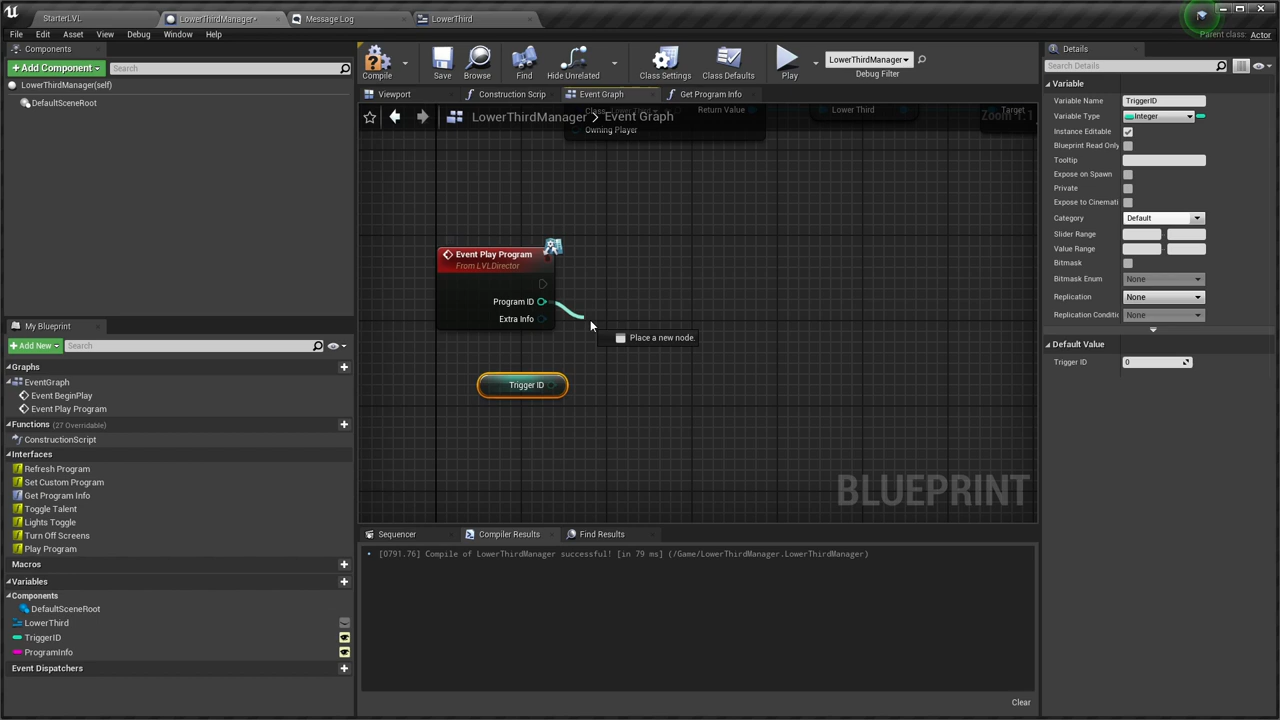 StarterLVL
LowerThirdManager*
Message Log
LowerThird
Parent class: Actor
File Edit Asset View Debug Window Help
Components
+ Add Component
Search
LowerThirdManager(self)
DefaultSceneRoot
Compile
Save
Browse
Find
Hide Unrelated
Class Settings
Class Defaults
Play
LowerThirdManager
Debug Filter
Viewport
Construction Scrip
Event Graph
Get Program Info
LowerThirdManager > Event Graph
Return Value
Lower Third
Target
Owning Player
Event Play Program
From LVLDirector
Program ID
Extra Info
Place a new node.
Trigger ID
BLUEPRINT
My Blueprint
+ Add New
Search
Graphs
EventGraph
Event BeginPlay
Event Play Program
Functions (27 Overridable)
ConstructionScript
Interfaces
Refresh Program
Set Custom Program
Get Program Info
Toggle Talent
Lights Toggle
Turn Off Screens
Play Program
Macros
Variables
Components
DefaultSceneRoot
LowerThird
TriggerID
ProgramInfo
Event Dispatchers
Sequencer
Compiler Results
Find Results
[0791.76] Compile of LowerThirdManager successful! [in 79 ms] (/Game/LowerThirdManager.LowerThirdManager)
Clear
Details
Search Details
Variable
Variable Name TriggerID
Variable Type Integer
Instance Editable
Blueprint Read Only
Tooltip
Expose on Spawn
Private
Expose to Cinemati
Category Default
Slider Range
Value Range
Bitmask
Bitmask Enum None
Replication None
Replication Conditic None
Default Value
Trigger ID 0